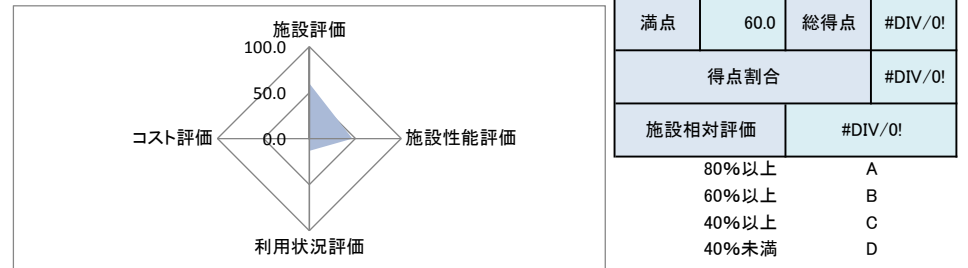 施設評価
100.0
50.0
0.0
コスト評価
施設性能評価
利用状況評価
満点 60.0 総得点 #DIV/0!
得点割合 #DIV/0!
施設相対評価 #DIV/0!
80%以上 A
60%以上 B
40%以上 C
40%未満 D